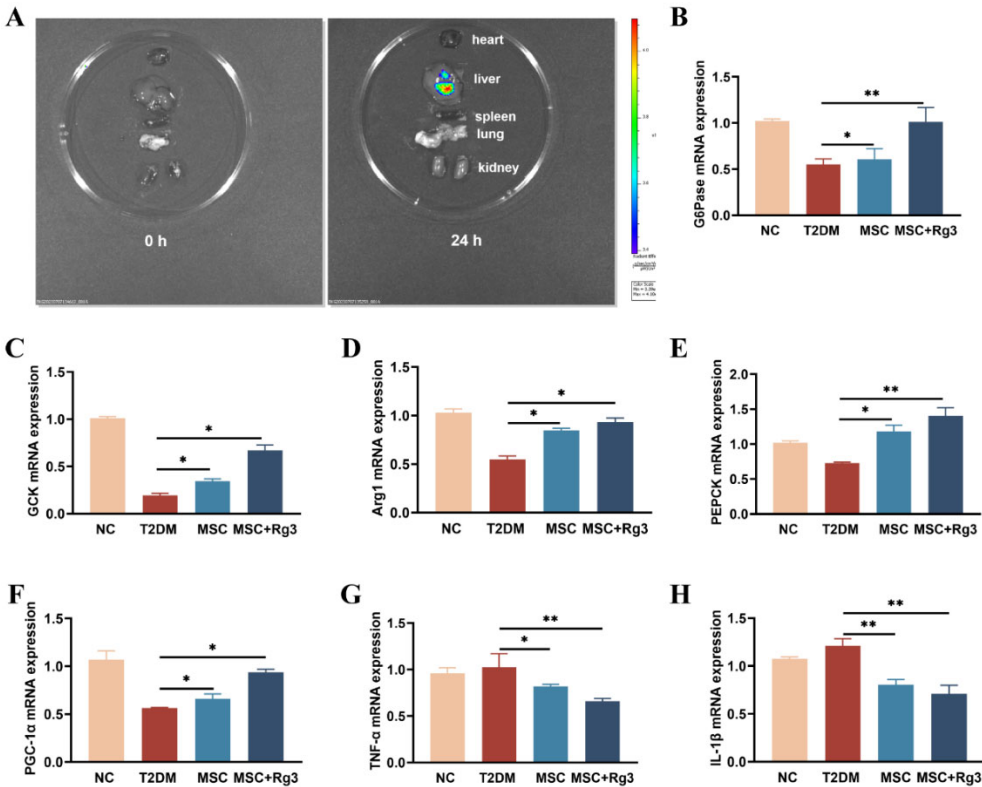 A
heart
liver
spleen
lung
kidney
0 h
24 h
B
G6Pase mRNA expression
1.5
1.0
0.5
0.0
**
*
NC T2DM MSC MSC+Rg3
C
GCK mRNA expression
1.5
1.0
0.5
0.0
*
*
NC T2DM MSC MSC+Rg3
D
Arg1 mRNA expression
1.5
1.0
0.5
0.0
*
*
NC T2DM MSC MSC+Rg3
E
PEPCK mRNA expression
2.0
1.5
1.0
0.5
0.0
**
*
NC T2DM MSC MSC+Rg3
F
PGC-1α mRNA expression
1.5
1.0
0.5
0.0
*
*
NC T2DM MSC MSC+Rg3
G
TNF-α mRNA expression
1.5
1.0
0.5
0.0
**
*
NC T2DM MSC MSC+Rg3
H
IL-1β mRNA expression
1.5
1.0
0.5
0.0
**
**
NC T2DM MSC MSC+Rg3